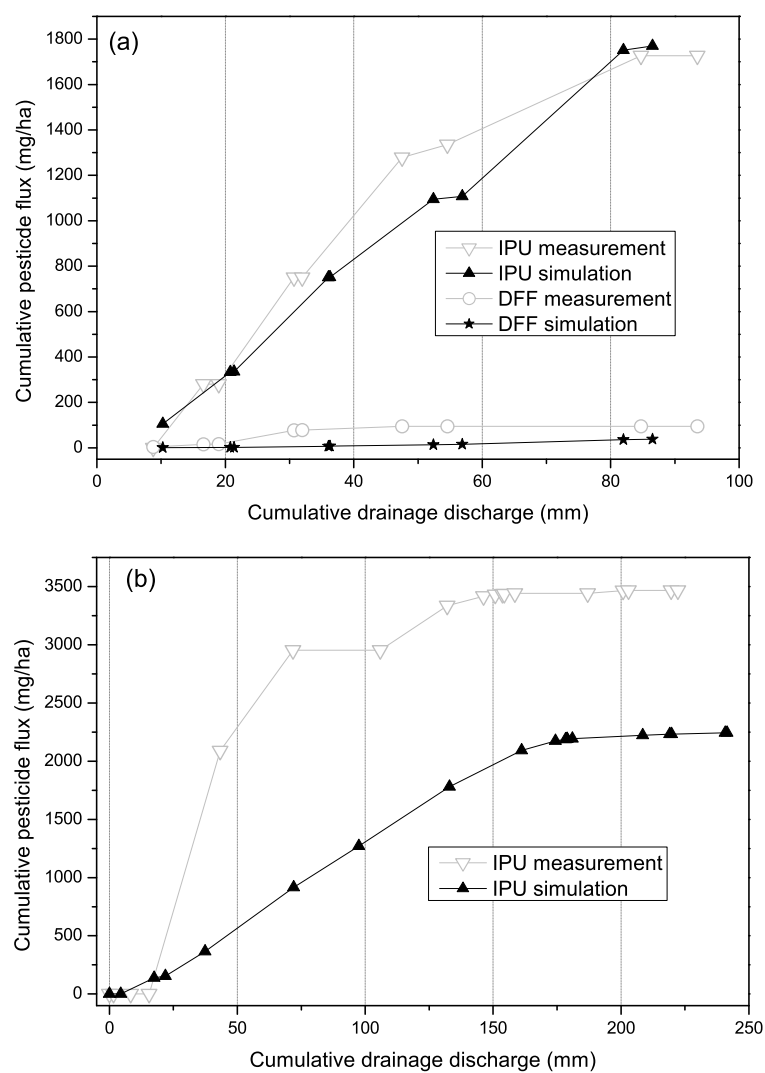 (a)
1800
1600
1400
1200
1000
800
600
400
200
0
Cumulative pesticde flux (mg/ha)
IPU measurement
IPU simulation
DFF measurement
DFF simulation
0 20 40 60 80 100
Cumulative drainage discharge (mm)
(b)
3500
3000
2500
2000
1500
1000
500
0
Cumulative pesticide flux (mg/ha)
IPU measurement
IPU simulation
0 50 100 150 200 250
Cumulative drainage discharge (mm)